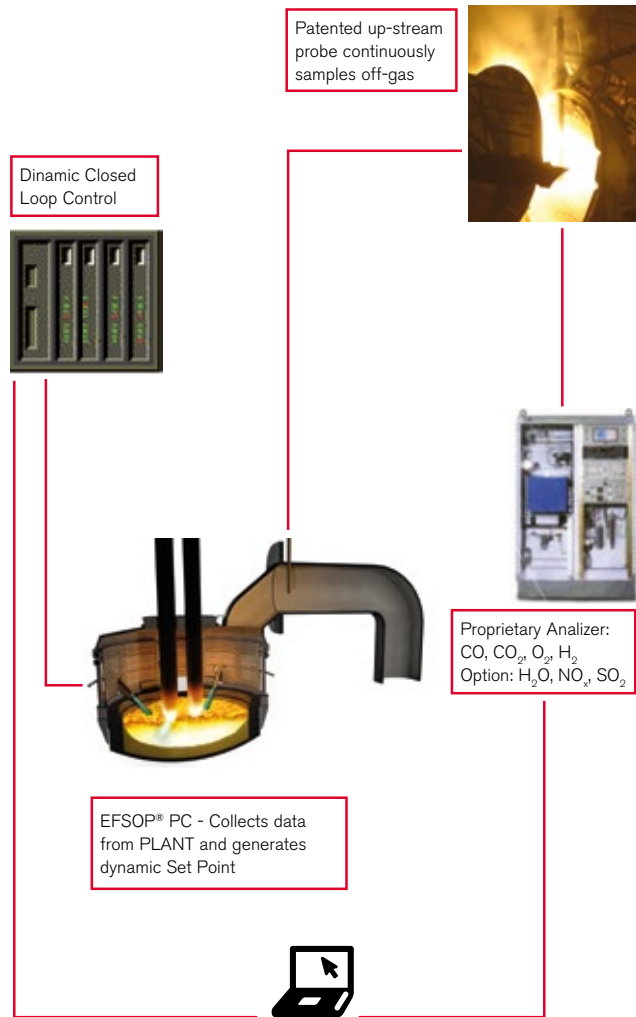 Patented up-stream
probe continuously
samples off-gas
Dinamic Closed
Loop Control
Proprietary Analizer:
CO, CO₂, O₂, H₂
Option: H₂O, NOₓ, SO₂
EFSOP® PC - Collects data
from PLANT and generates
dynamic Set Point